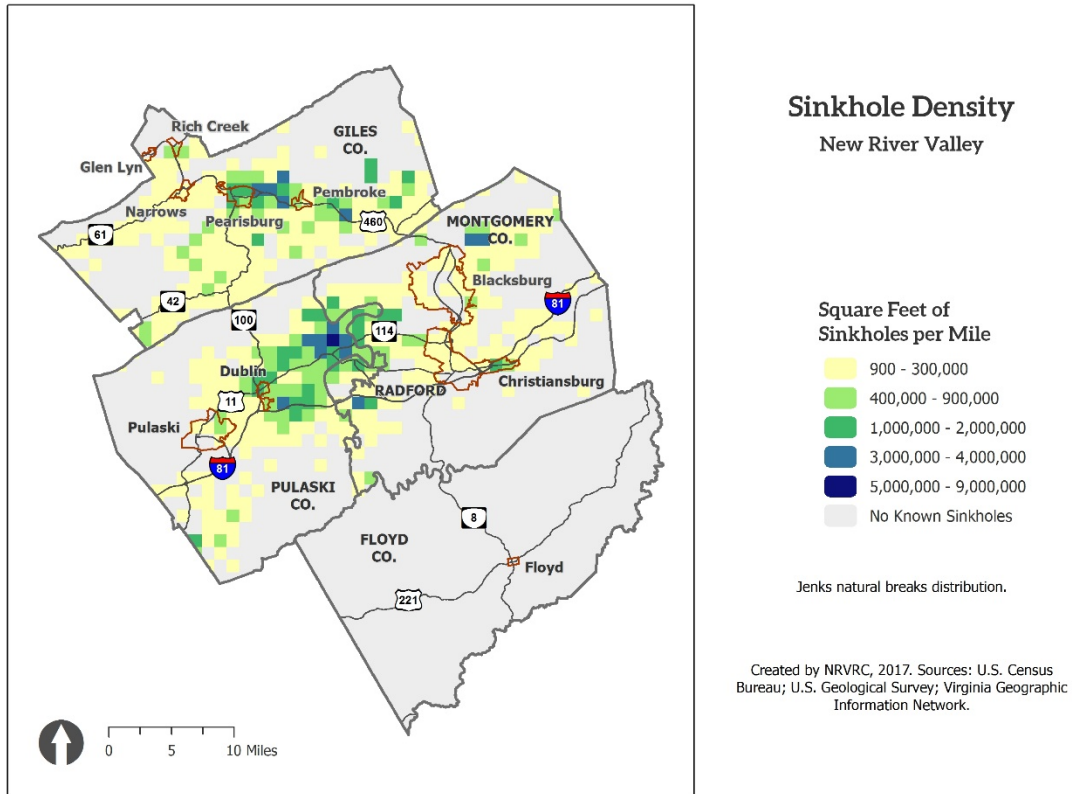 Sinkhole Density
New River Valley
Rich Creek
GILES
CO.
Glen Lyn
Narrows
Pembroke
Pearisburg
61
460
MONTGOMERY
CO.
Blacksburg
42
100
81
114
Dublin
RADFORD
Christiansburg
11
Pulaski
81
PULASKI
CO.
8
FLOYD
CO.
Floyd
221
0 5 10 Miles
Square Feet of
Sinkholes per Mile
900 - 300,000
400,000 - 900,000
1,000,000 - 2,000,000
3,000,000 - 4,000,000
5,000,000 - 9,000,000
No Known Sinkholes
Jenks natural breaks distribution.
Created by NRVRC, 2017. Sources: U.S. Census
Bureau; U.S. Geological Survey; Virginia Geographic
Information Network.